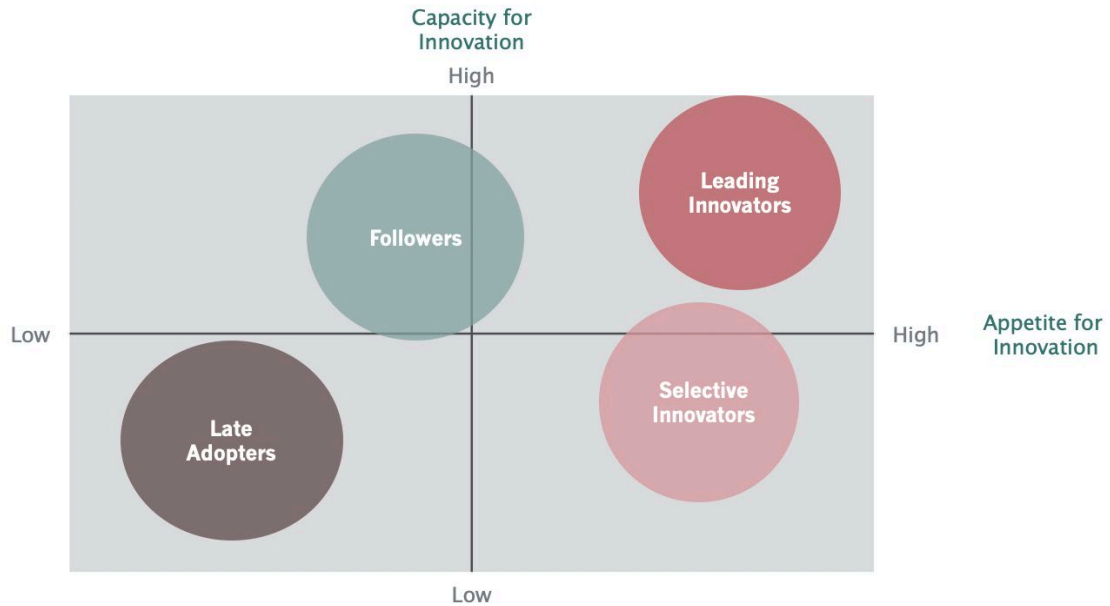 Capacity for
Innovation
High
Leading
Innovators
Followers
Low
High
Appetite for
Innovation
Selective
Innovators
Late
Adopters
Low